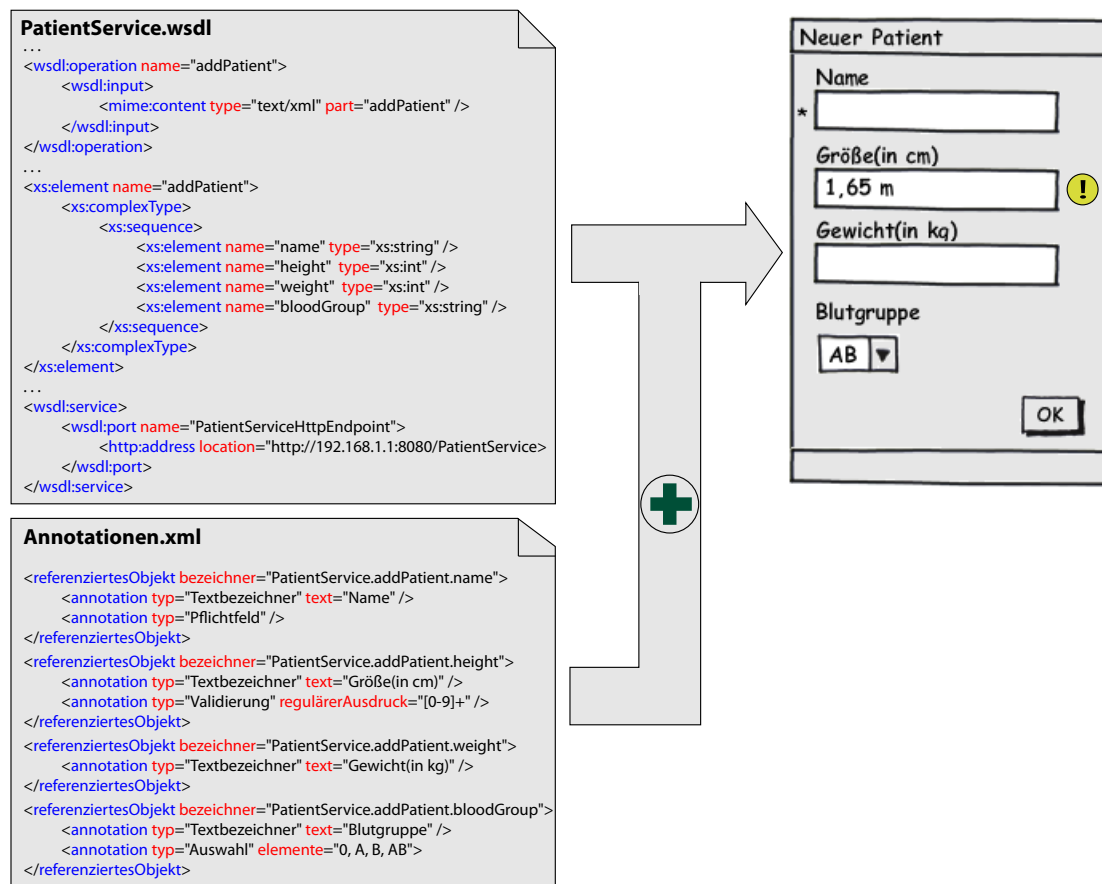 PatientService.wsdl
. . .
<wsdl:operation name="addPatient">
<wsdl:input>
<mime:content type="text/xml" part="addPatient" />
</wsdl:input>
</wsdl:operation>
. . .
<xs:element name="addPatient">
<xs:complexType>
<xs:sequence>
<xs:element name="name" type="xs:string" />
<xs:element name="height" type="xs:int" />
<xs:element name="weight" type="xs:int" />
<xs:element name="bloodGroup" type="xs:string" />
</xs:sequence>
</xs:complexType>
</xs:element>
. . .
<wsdl:service>
<wsdl:port name="PatientServiceHttpEndpoint">
<http:address location="http://192.168.1.1:8080/PatientService>
</wsdl:port>
</wsdl:service>
Annotationen.xml
<referenziertesObjekt bezeichner="PatientService.addPatient.name">
<annotation typ="Textbezeichner" text="Name" />
<annotation typ="Pflichtfeld" />
</referenziertesObjekt>
<referenziertesObjekt bezeichner="PatientService.addPatient.height">
<annotation typ="Textbezeichner" text="Größe(in cm)" />
<annotation typ="Validierung" regulärerAusdruck="[0-9]+" />
</referenziertesObjekt>
<referenziertesObjekt bezeichner="PatientService.addPatient.weight">
<annotation typ="Textbezeichner" text="Gewicht(in kg)" />
</referenziertesObjekt>
<referenziertesObjekt bezeichner="PatientService.addPatient.bloodGroup">
<annotation typ="Textbezeichner" text="Blutgruppe" />
<annotation typ="Auswahl" elemente="0, A, B, AB">
</referenziertesObjekt>
Neuer Patient
Name
*
Größe(in cm)
1,65 m
!
Gewicht(in kg)
Blutgruppe
AB
OK